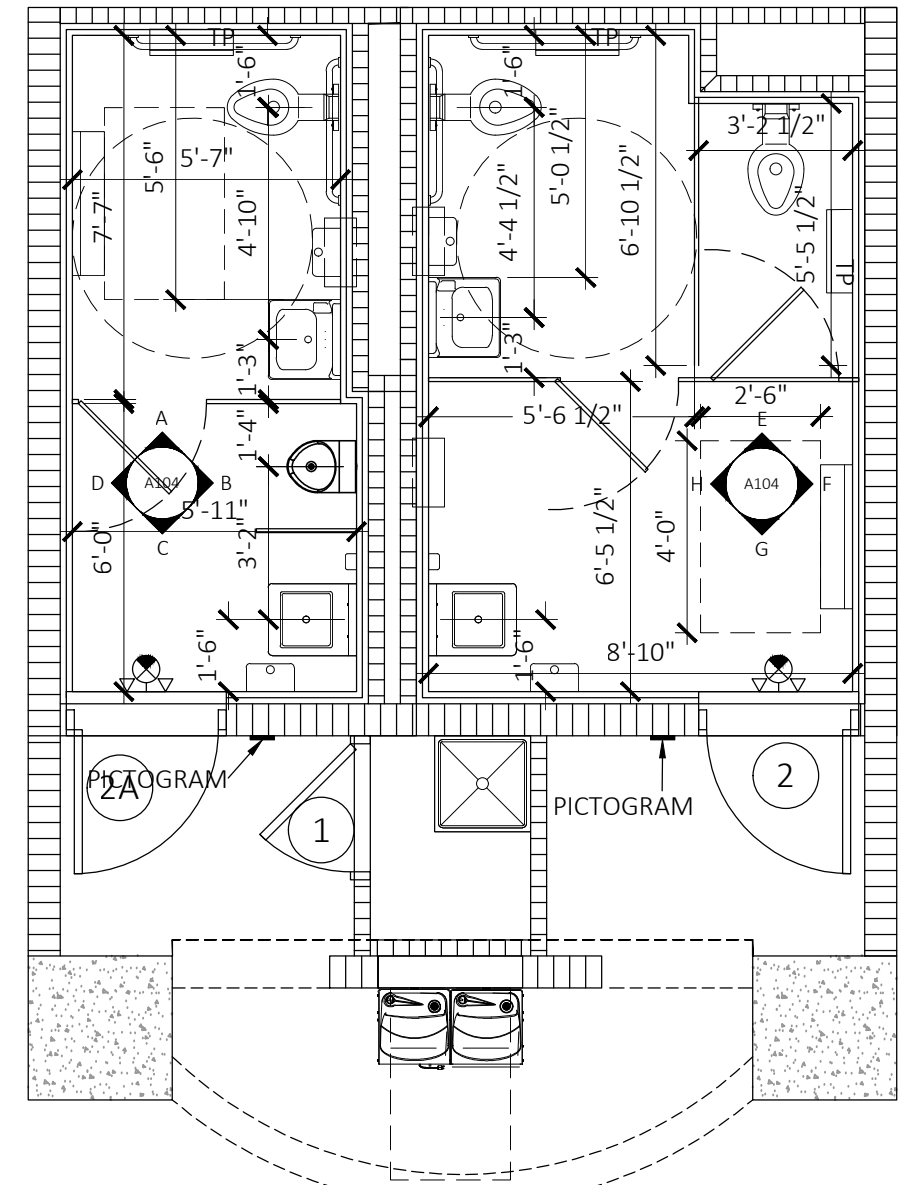 TP
TP
1'-6"
1'-6"
3'-2 1/2"
5'-6"
5'-7"
5'-0 1/2"
7'-7"
4'-10"
4'-4 1/2"
6'-10 1/2"
5'-5 1/2"
TP
1'-3"
1'-3"
2'-6"
5'-6 1/2"
1'-4"
A
E
D
A104
B
H
A104
F
5'-11"
C
G
6'-0"
3'-2"
6'-5 1/2"
4'-0"
1'-6"
1'-6"
8'-10"
PICTOGRAM
2A
2
PICTOGRAM
1